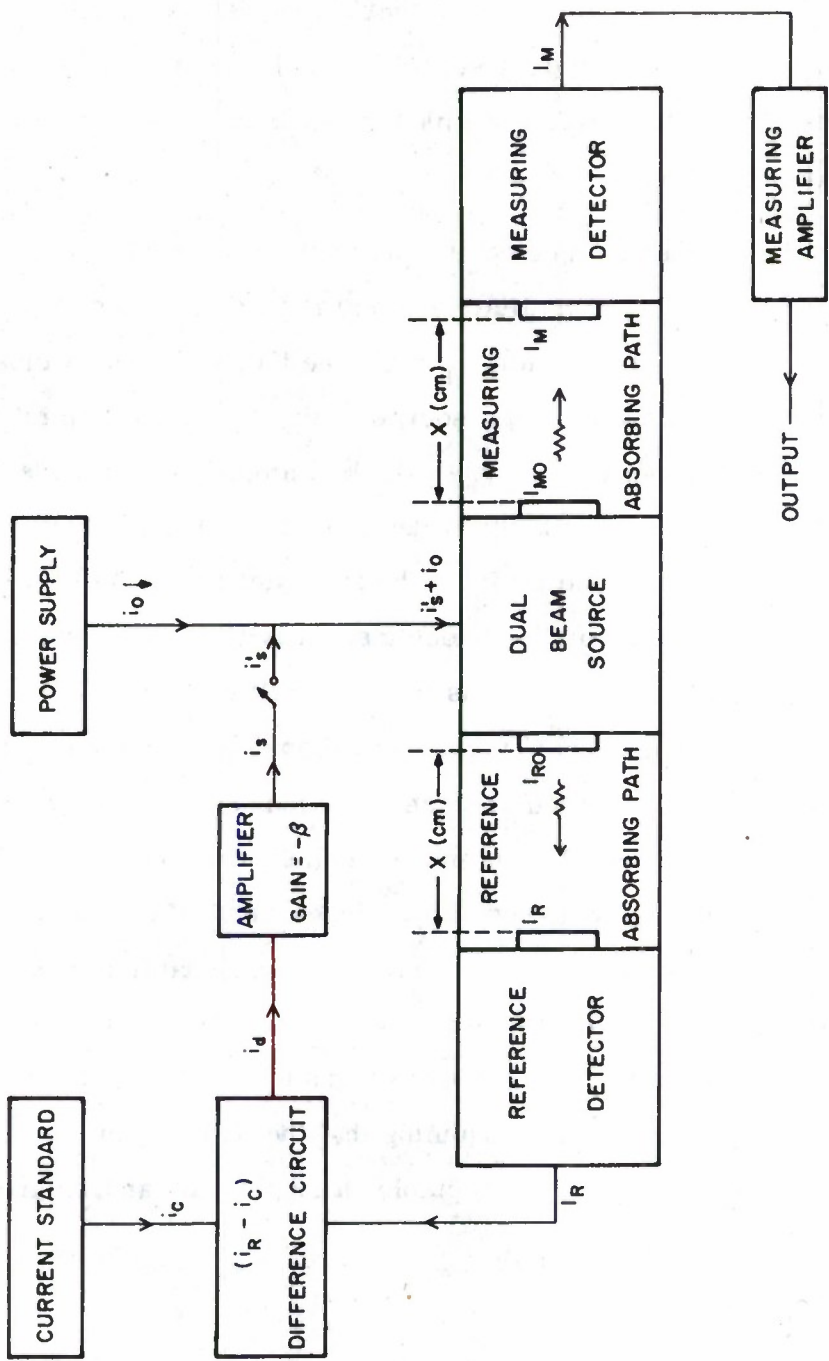 CURRENT STANDARD
i_C
(i_R − i_C)
DIFFERENCE CIRCUIT
i_d
AMPLIFIER
GAIN = -β
i_s
i'_s
POWER SUPPLY
i_O
i'_s + i_O
I_R
REFERENCE
DETECTOR
X (cm)
REFERENCE
I_R
I_RO
ABSORBING PATH
DUAL
BEAM
SOURCE
X (cm)
MEASURING
I_MO
I_M
ABSORBING PATH
MEASURING
DETECTOR
I_M
MEASURING
AMPLIFIER
OUTPUT